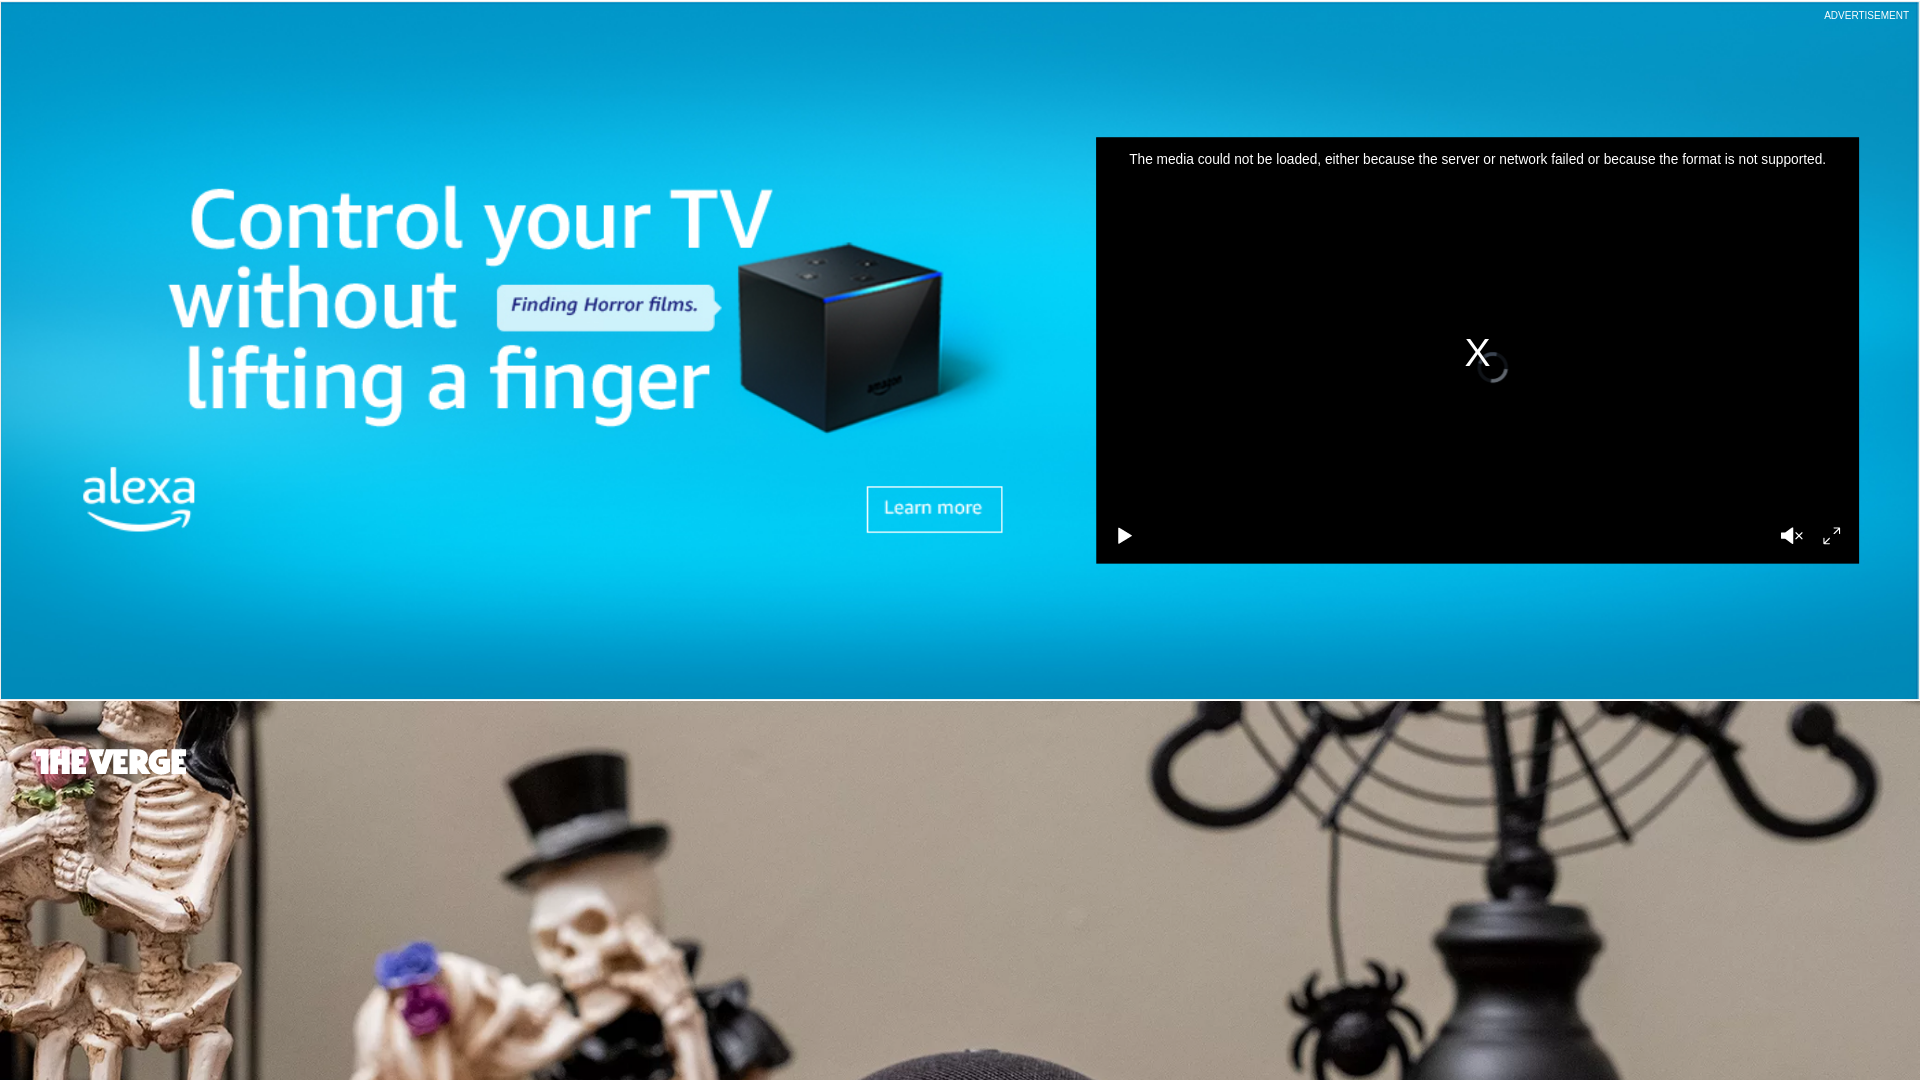 ADVERTISEMENT
Control your TV
without
Finding Horror films.
lifting a finger
amazon
alexa
Learn more
The media could not be loaded, either because the server or network failed or because the format is not supported.
X
THE VERGE